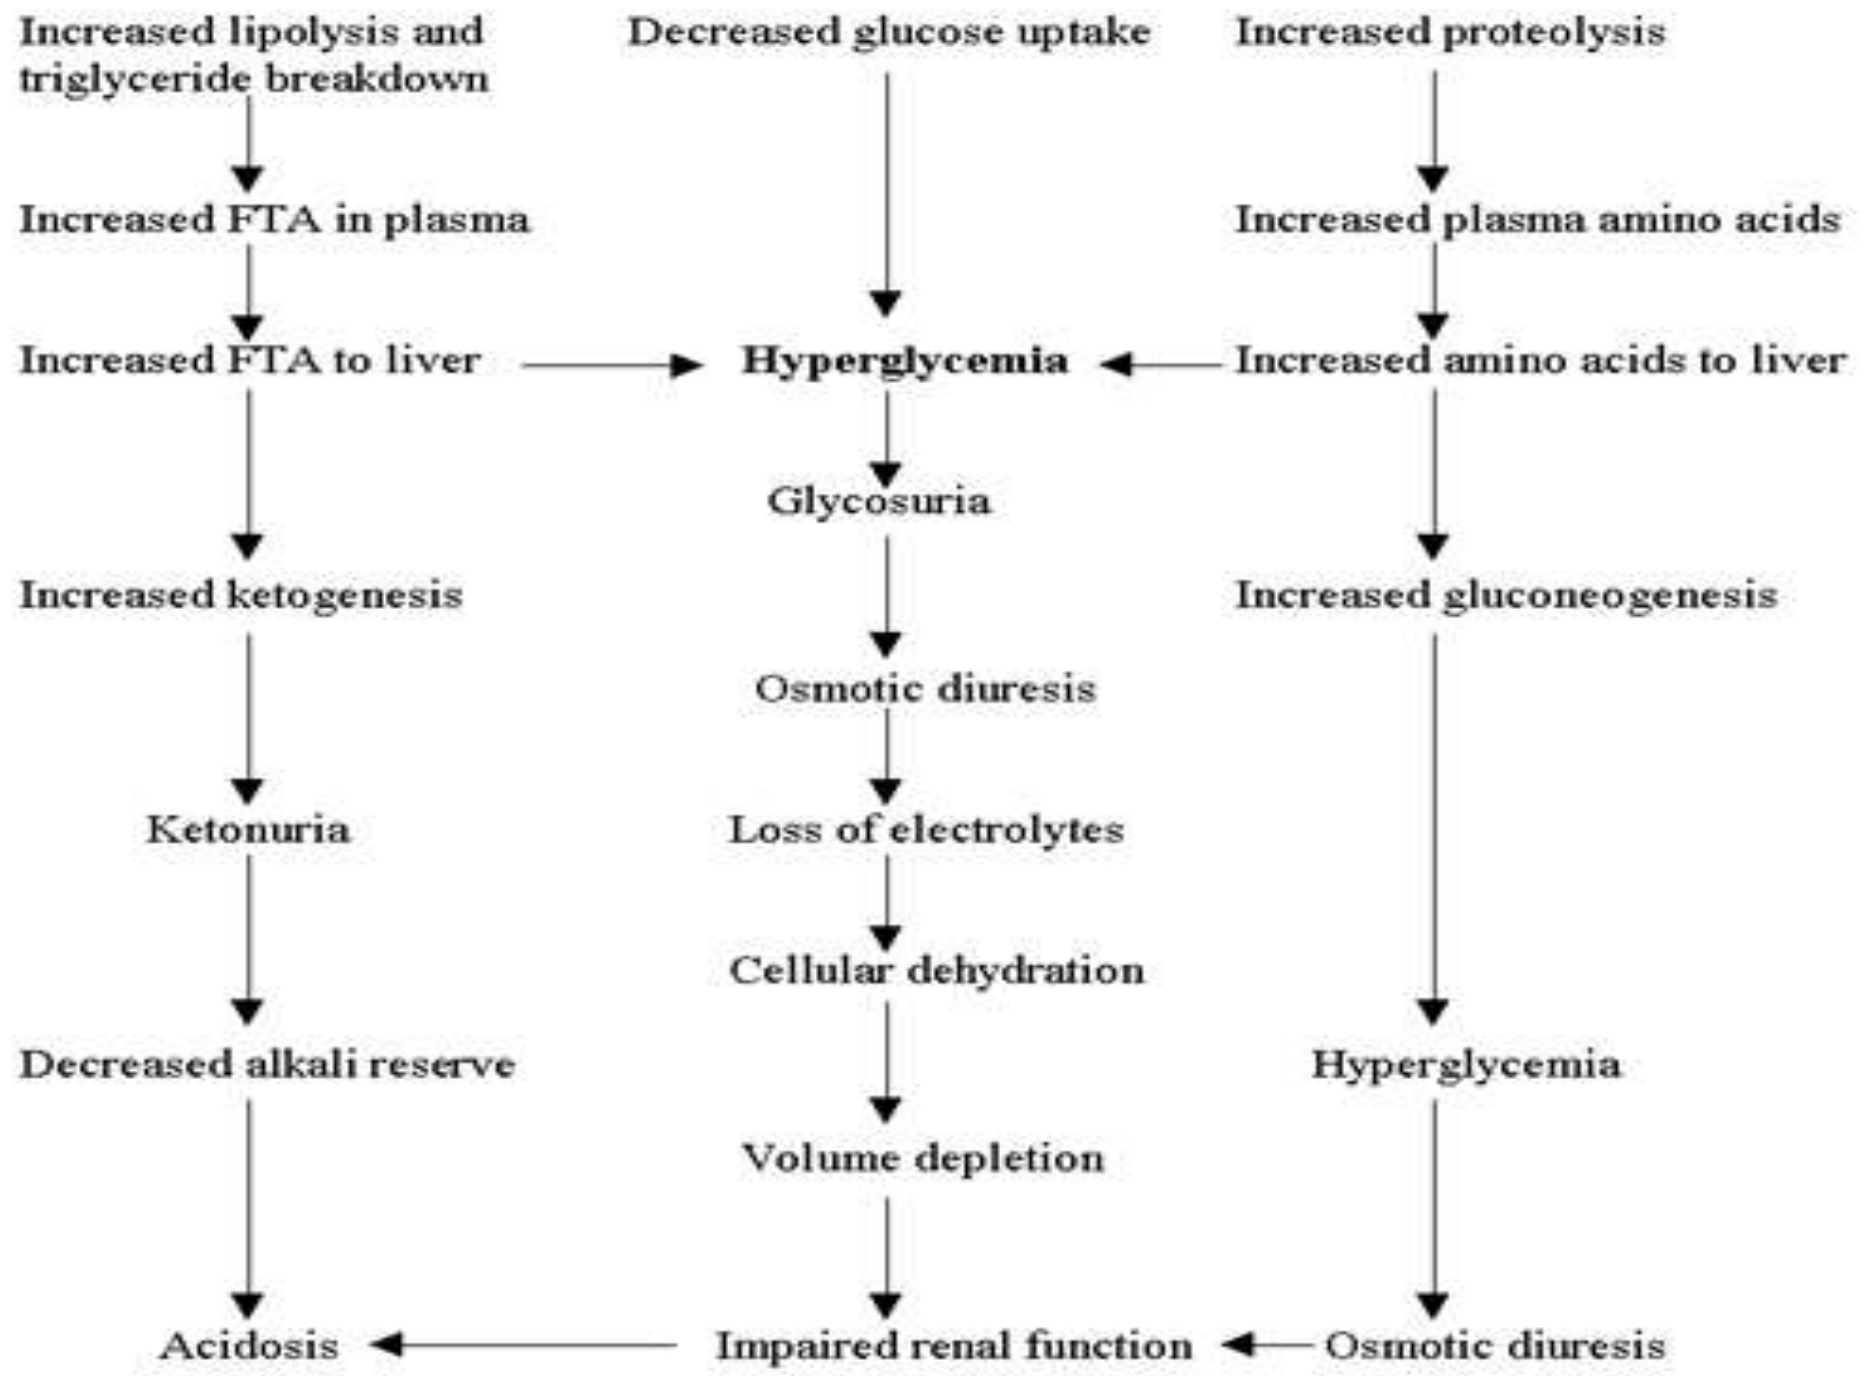 Increased lipolysis and
triglyceride breakdown
Decreased glucose uptake
Increased proteolysis
Increased FTA in plasma
Increased plasma amino acids
Increased FTA to liver
Hyperglycemia
Increased amino acids to liver
Glycosuria
Increased ketogenesis
Increased gluconeogenesis
Osmotic diuresis
Ketonuria
Loss of electrolytes
Cellular dehydration
Decreased alkali reserve
Hyperglycemia
Volume depletion
Acidosis
Impaired renal function
Osmotic diuresis